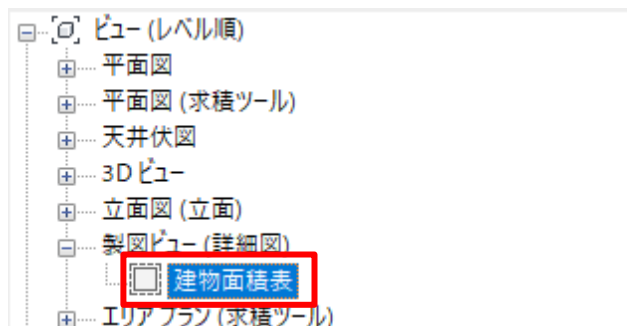 ビュー (レベル順)
平面図
平面図 (求積ツール)
天井伏図
3D ビュー
立面図 (立面)
製図ビュー (詳細図)
建物面積表
エリア プラン (求積ツール)